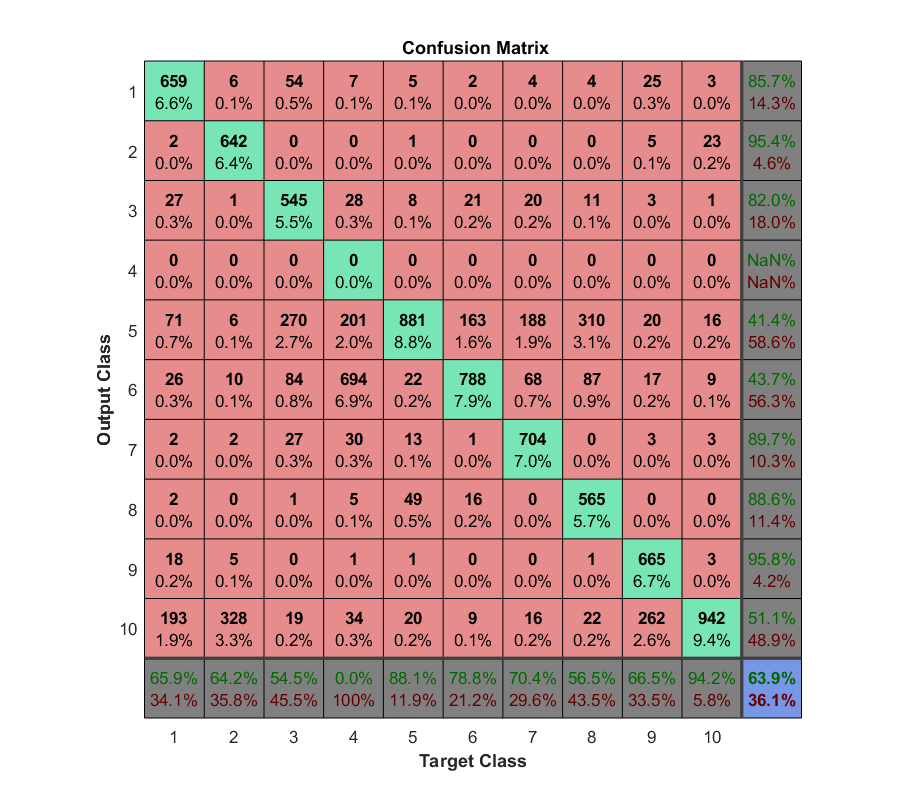 Confusion Matrix
1 659 6 54 7 5 2 4 4 25 3 85.7%
6.6% 0.1% 0.5% 0.1% 0.1% 0.0% 0.0% 0.0% 0.3% 0.0% 14.3%
2 2 642 0 0 1 0 0 0 5 23 95.4%
0.0% 6.4% 0.0% 0.0% 0.0% 0.0% 0.0% 0.0% 0.1% 0.2% 4.6%
3 27 1 545 28 8 21 20 11 3 1 82.0%
0.3% 0.0% 5.5% 0.3% 0.1% 0.2% 0.2% 0.1% 0.0% 0.0% 18.0%
4 0 0 0 0 0 0 0 0 0 0 NaN%
0.0% 0.0% 0.0% 0.0% 0.0% 0.0% 0.0% 0.0% 0.0% 0.0% NaN%
5 71 6 270 201 881 163 188 310 20 16 41.4%
0.7% 0.1% 2.7% 2.0% 8.8% 1.6% 1.9% 3.1% 0.2% 0.2% 58.6%
6 26 10 84 694 22 788 68 87 17 9 43.7%
0.3% 0.1% 0.8% 6.9% 0.2% 7.9% 0.7% 0.9% 0.2% 0.1% 56.3%
7 2 2 27 30 13 1 704 0 3 3 89.7%
0.0% 0.0% 0.3% 0.3% 0.1% 0.0% 7.0% 0.0% 0.0% 0.0% 10.3%
8 2 0 1 5 49 16 0 565 0 0 88.6%
0.0% 0.0% 0.0% 0.1% 0.5% 0.2% 0.0% 5.7% 0.0% 0.0% 11.4%
9 18 5 0 1 1 0 0 1 665 3 95.8%
0.2% 0.1% 0.0% 0.0% 0.0% 0.0% 0.0% 0.0% 6.7% 0.0% 4.2%
10 193 328 19 34 20 9 16 22 262 942 51.1%
1.9% 3.3% 0.2% 0.3% 0.2% 0.1% 0.2% 0.2% 2.6% 9.4% 48.9%
65.9% 64.2% 54.5% 0.0% 88.1% 78.8% 70.4% 56.5% 66.5% 94.2% 63.9%
34.1% 35.8% 45.5% 100% 11.9% 21.2% 29.6% 43.5% 33.5% 5.8% 36.1%
1 2 3 4 5 6 7 8 9 10
Target Class
Output Class